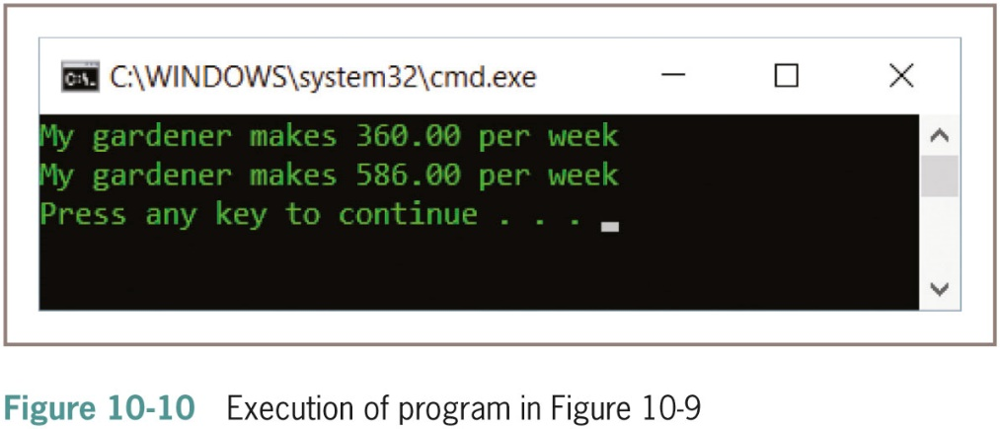 C:\WINDOWS\system32\cmd.exe
My gardener makes 360.00 per week
My gardener makes 586.00 per week
Press any key to continue . . .
Figure 10-10 Execution of program in Figure 10-9